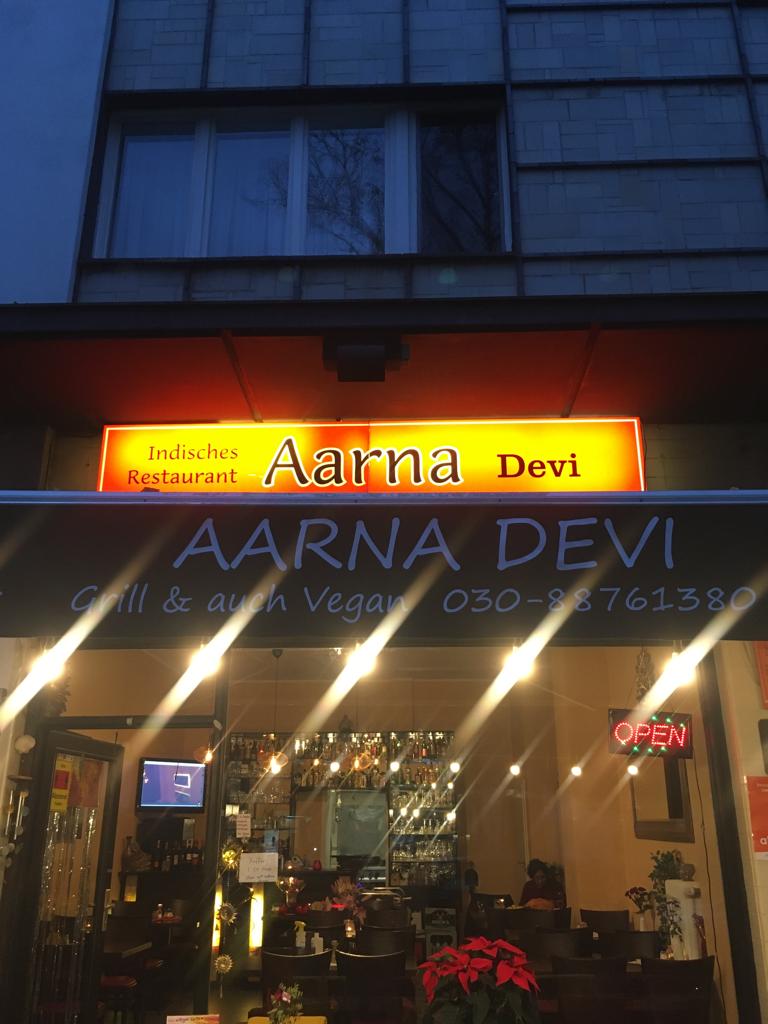 Indisches
Restaurant
Aarna Devi
AARNA DEVI
Grill & auch Vegan 030-88761380
OPEN